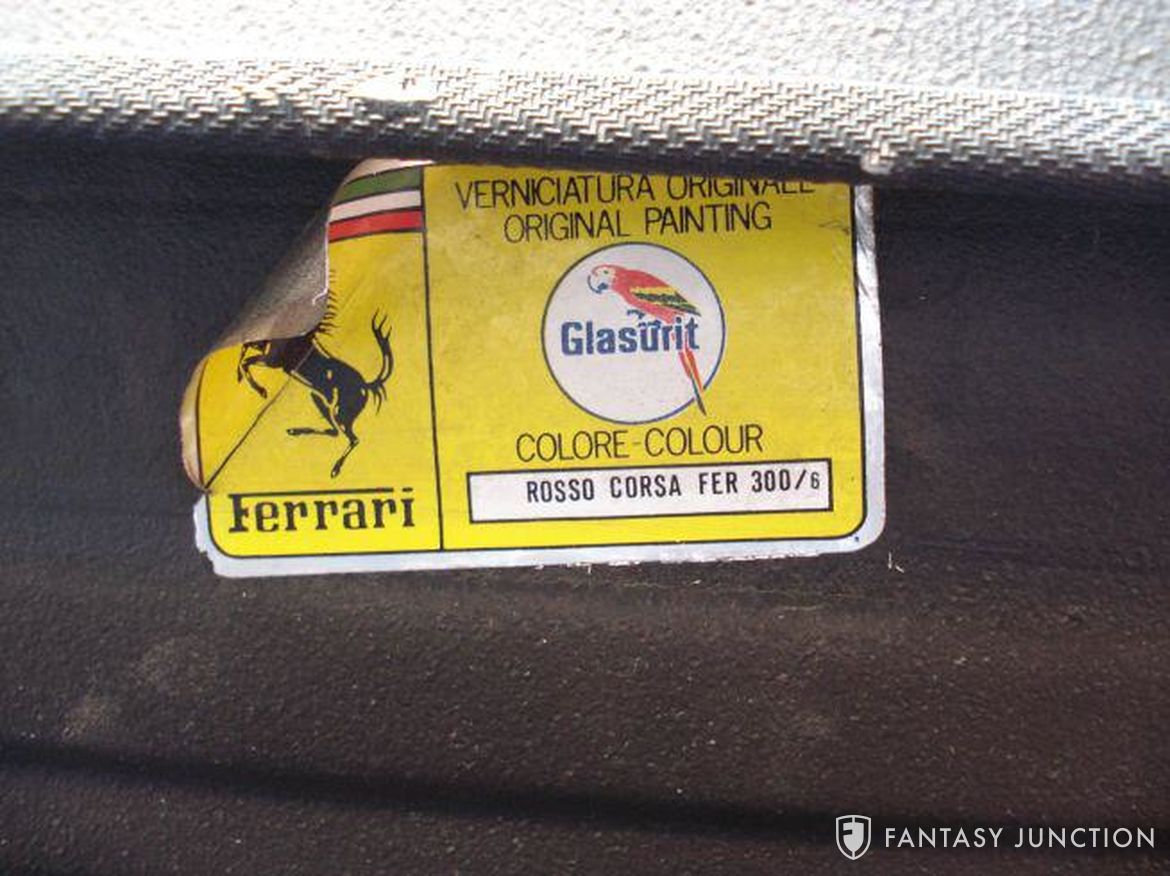 VERNICIATURA ORIGINALE
ORIGINAL PAINTING
Glasurit
COLORE-COLOUR
ROSSO CORSA FER 300/6
Ferrari
FANTASY JUNCTION